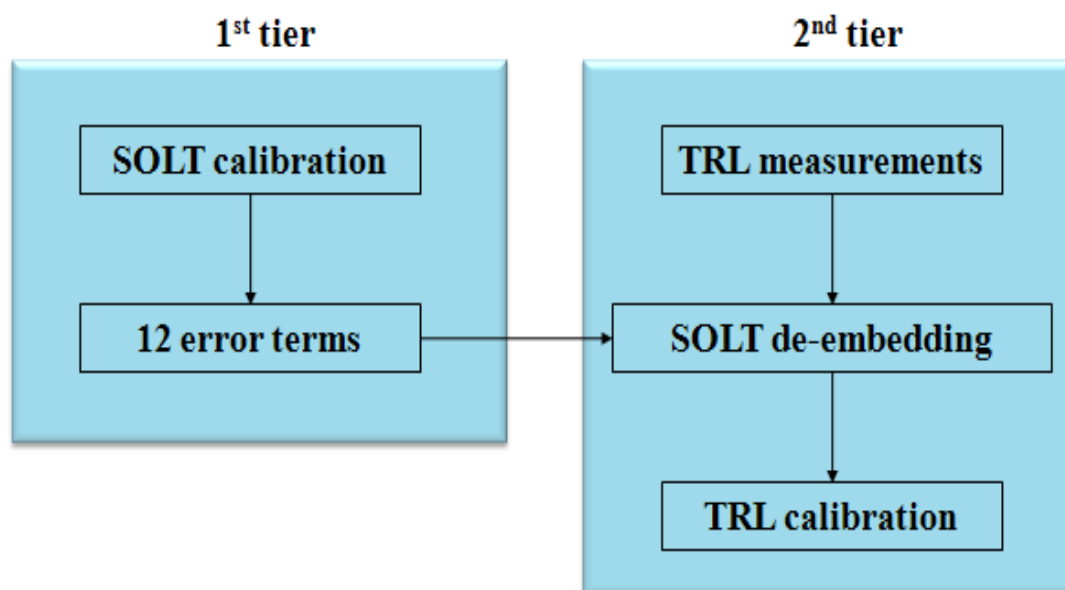 1st tier
SOLT calibration
12 error terms
2nd tier
TRL measurements
SOLT de-embedding
TRL calibration